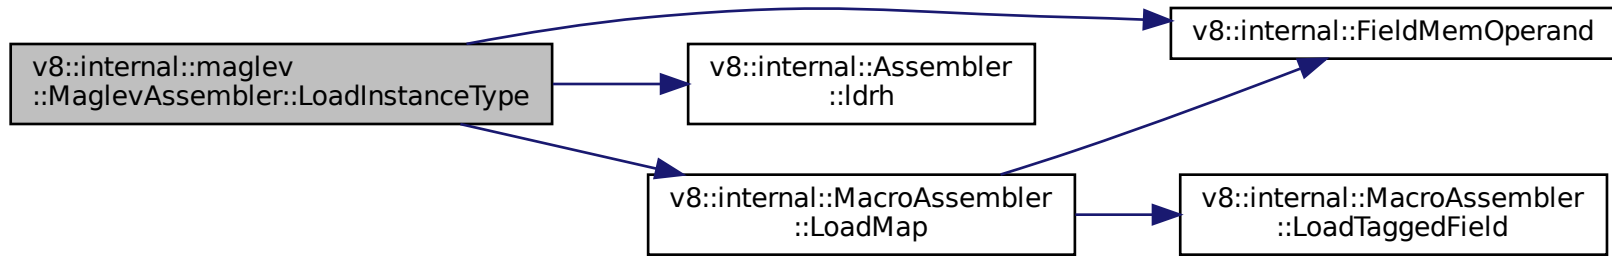 v8::internal::maglev
::MaglevAssembler::LoadInstanceType
v8::internal::Assembler
::ldrh
v8::internal::FieldMemOperand
v8::internal::MacroAssembler
::LoadMap
v8::internal::MacroAssembler
::LoadTaggedField